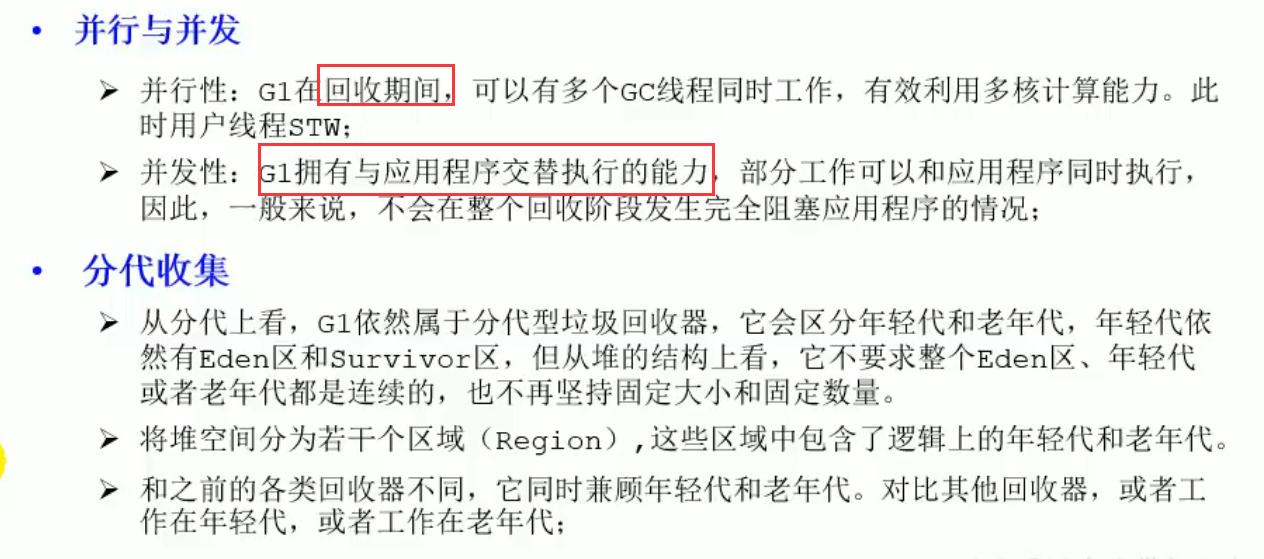 • 并行与并发
➢ 并行性：G1在回收期间，可以有多个GC线程同时工作，有效利用多核计算能力。此
时用户线程STW；
➢ 并发性：G1拥有与应用程序交替执行的能力，部分工作可以和应用程序同时执行，
因此，一般来说，不会在整个回收阶段发生完全阻塞应用程序的情况；
• 分代收集
➢ 从分代上看，G1依然属于分代型垃圾回收器，它会区分年轻代和老年代，年轻代依
然有Eden区和Survivor区，但从堆的结构上看，它不要求整个Eden区、年轻代
或者老年代都是连续的，也不再坚持固定大小和固定数量。
➢ 将堆空间分为若干个区域（Region）,这些区域中包含了逻辑上的年轻代和老年代。
➢ 和之前的各类回收器不同，它同时兼顾年轻代和老年代。对比其他回收器，或者工
作在年轻代，或者工作在老年代；